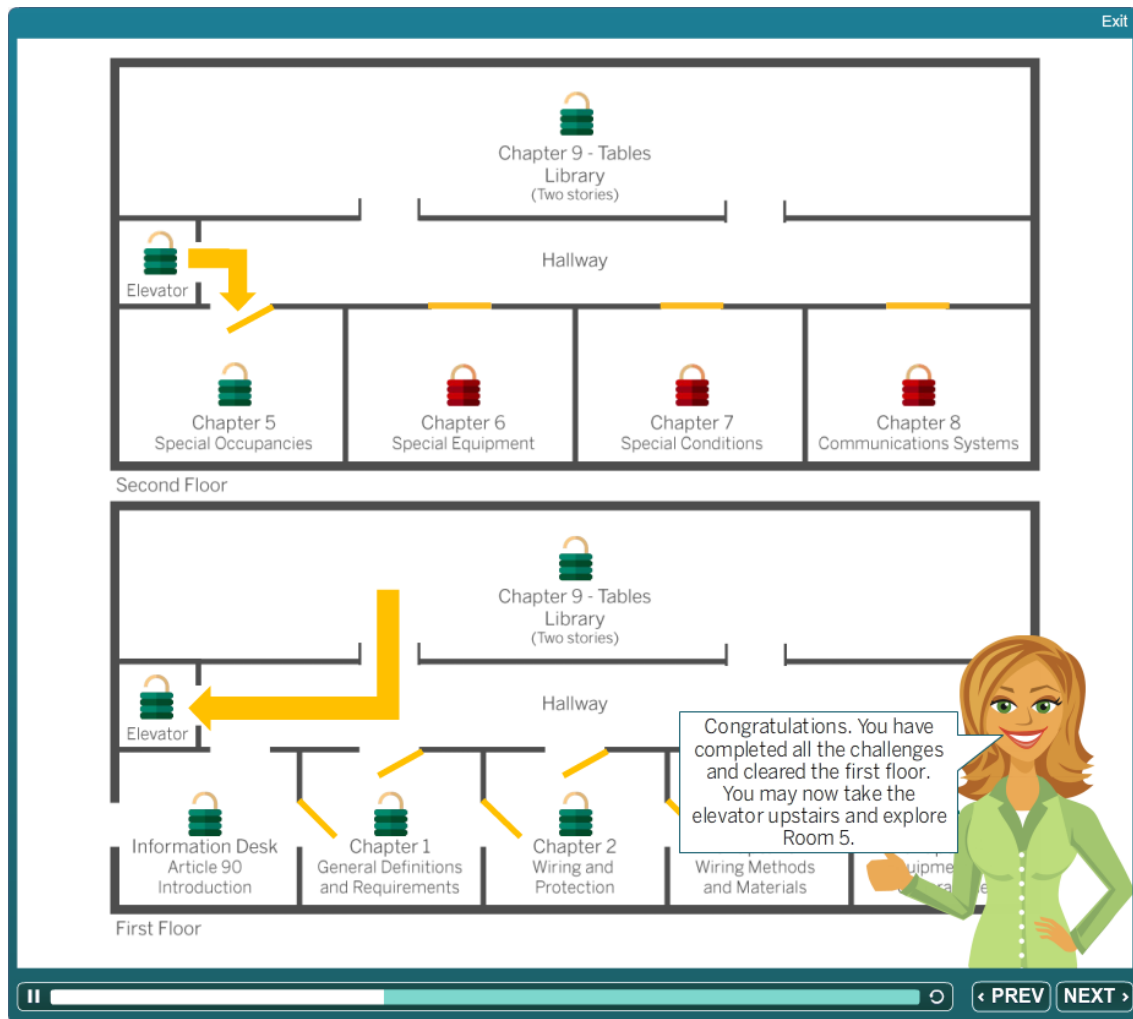 Exit
Chapter 9 - Tables
Library
(Two stories)
Elevator
Hallway
Chapter 5
Special Occupancies
Chapter 6
Special Equipment
Chapter 7
Special Conditions
Chapter 8
Communications Systems
Second Floor
Chapter 9 - Tables
Library
(Two stories)
Elevator
Hallway
Congratulations. You have
completed all the challenges
and cleared the first floor.
You may now take the
elevator upstairs and explore
Room 5.
Information Desk
Article 90
Introduction
Chapter 1
General Definitions
and Requirements
Chapter 2
Wiring and
Protection
Wiring Methods
and Materials
First Floor
‹ PREV
NEXT ›